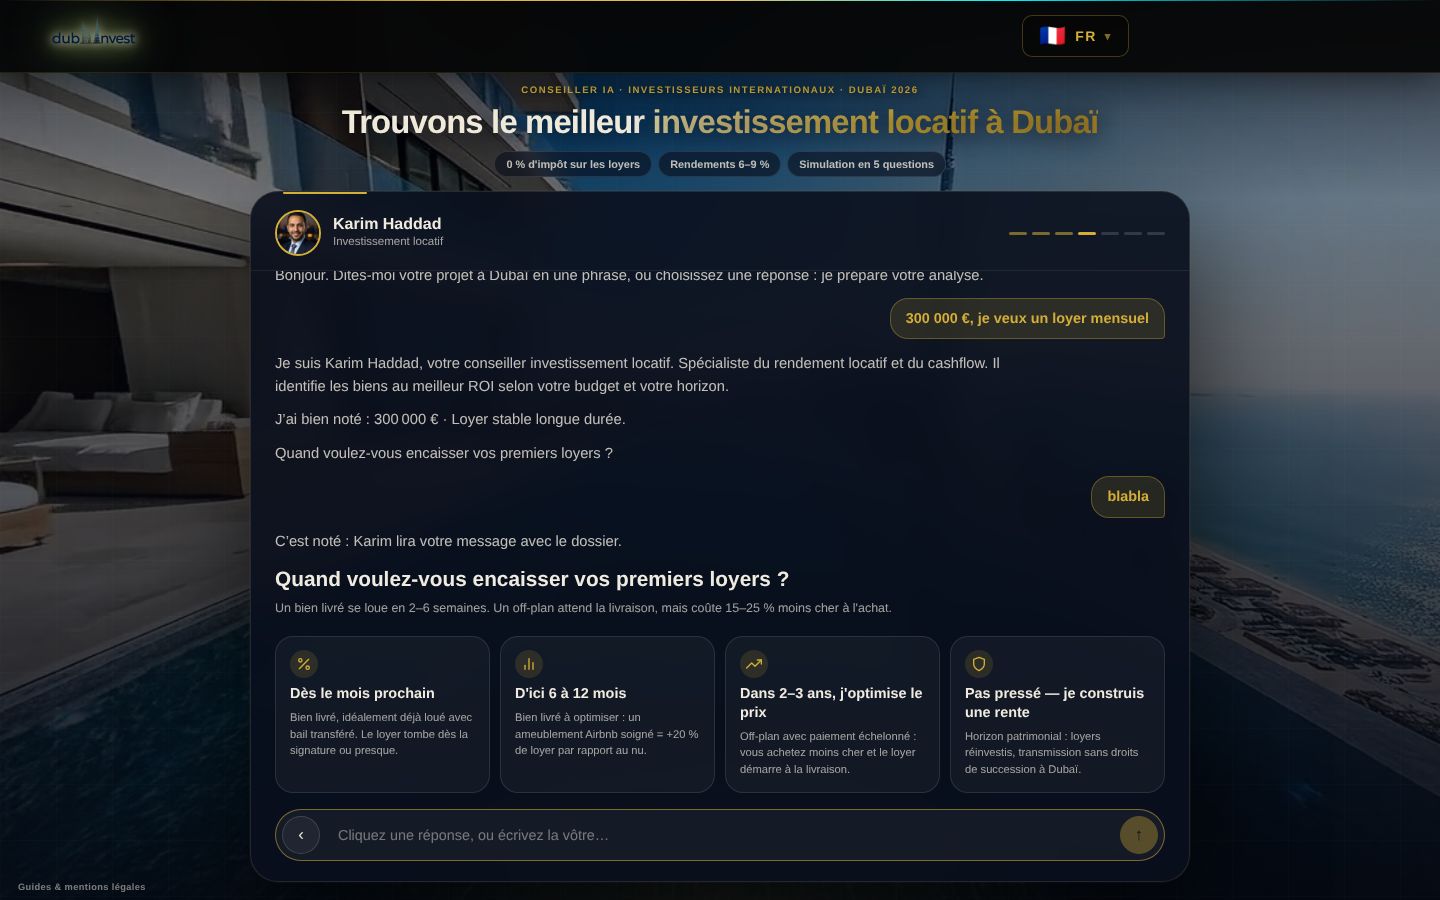 dub nvest
FR
CONSEILLER IA · INVESTISSEURS INTERNATIONAUX · DUBAÏ 2026
Trouvons le meilleur investissement locatif à Dubaï
0 % d'impôt sur les loyers
Rendements 6–9 %
Simulation en 5 questions
Karim Haddad
Investissement locatif
Bonjour. Dites-moi votre projet à Dubaï en une phrase, ou choisissez une réponse : je prépare votre analyse.
300 000 €, je veux un loyer mensuel
Je suis Karim Haddad, votre conseiller investissement locatif. Spécialiste du rendement locatif et du cashflow. Il
identifie les biens au meilleur ROI selon votre budget et votre horizon.
J'ai bien noté : 300 000 € · Loyer stable longue durée.
Quand voulez-vous encaisser vos premiers loyers ?
blabla
C'est noté : Karim lira votre message avec le dossier.
Quand voulez-vous encaisser vos premiers loyers ?
Un bien livré se loue en 2–6 semaines. Un off-plan attend la livraison, mais coûte 15–25 % moins cher à l'achat.
Dès le mois prochain
Bien livré, idéalement déjà loué avec
bail transféré. Le loyer tombe dès la
signature ou presque.
D'ici 6 à 12 mois
Bien livré à optimiser : un
ameublement Airbnb soigné = +20 %
de loyer par rapport au nu.
Dans 2–3 ans, j'optimise le
prix
Off-plan avec paiement échelonné :
vous achetez moins cher et le loyer
démarre à la livraison.
Pas pressé — je construis
une rente
Horizon patrimonial : loyers
réinvestis, transmission sans droits
de succession à Dubaï.
Cliquez une réponse, ou écrivez la vôtre…
Guides & mentions légales